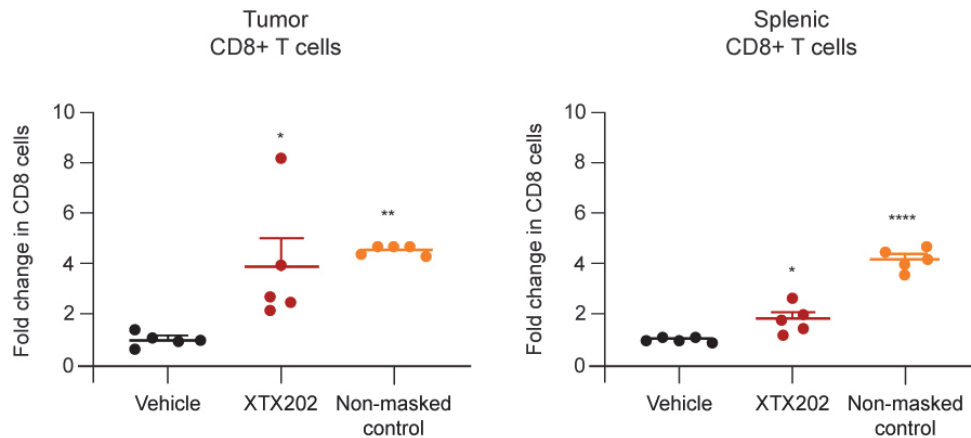 Tumor
CD8+ T cells
Fold change in CD8 cells
10
8
6
4
2
0
*
**
Vehicle
XTX202
Non-masked
control
Splenic
CD8+ T cells
Fold change in CD8 cells
10
8
6
4
2
0
*
****
Vehicle
XTX202
Non-masked
control